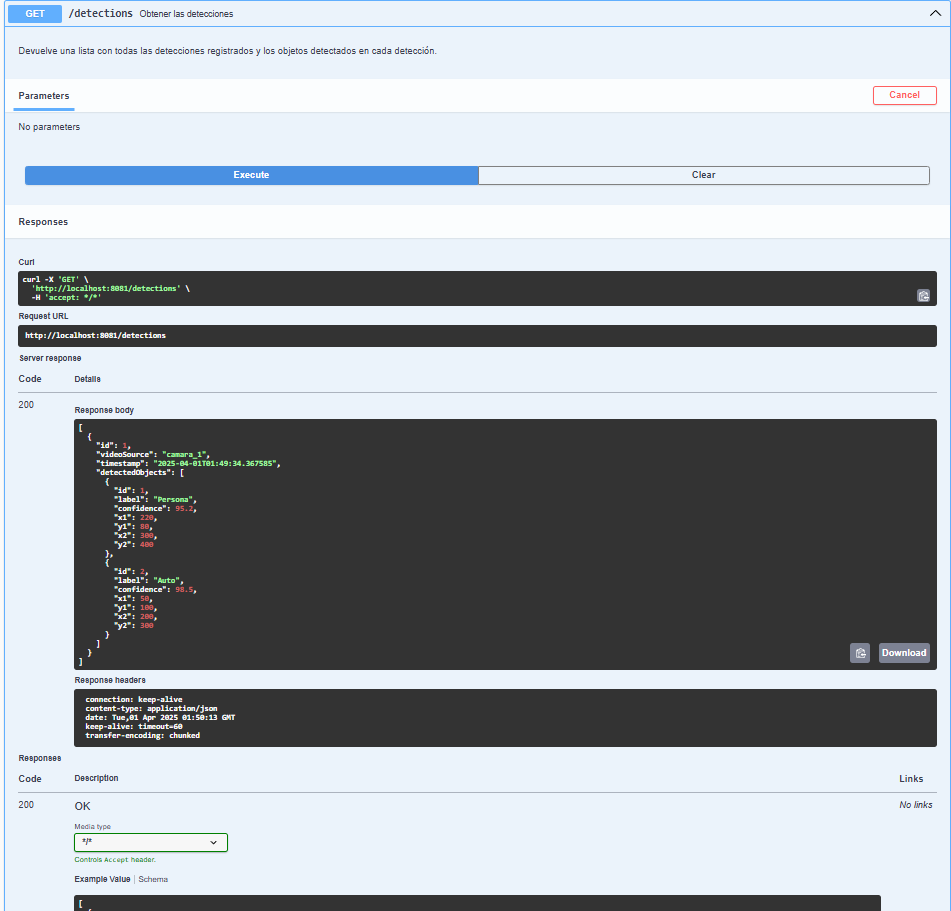 GET /detections Obtener las detecciones
Devuelve una lista con todas las detecciones registrados y los objetos detectados en cada detección.
Parameters
Cancel
No parameters
Execute
Clear
Responses
Curl
curl -X 'GET' \
  'http://localhost:8081/detections' \
  -H 'accept: */*'
Request URL
http://localhost:8081/detections
Server response
Code Details
200
Response body
[
  {
    "id": 1,
    "videoSource": "camara_1",
    "timestamp": "2025-04-01T01:49:34.367585",
    "detectedObjects": [
      {
        "id": 1,
        "label": "Persona",
        "confidence": 95.2,
        "x1": 220,
        "y1": 80,
        "x2": 300,
        "y2": 400
      },
      {
        "id": 2,
        "label": "Auto",
        "confidence": 98.5,
        "x1": 50,
        "y1": 100,
        "x2": 200,
        "y2": 300
      }
    ]
  }
]
Download
Response headers
connection: keep-alive
content-type: application/json
date: Tue,01 Apr 2025 01:50:13 GMT
keep-alive: timeout=60
transfer-encoding: chunked
Responses
Code Description Links
200 OK No links
Media type
*/*
Controls Accept header.
Example Value | Schema
[